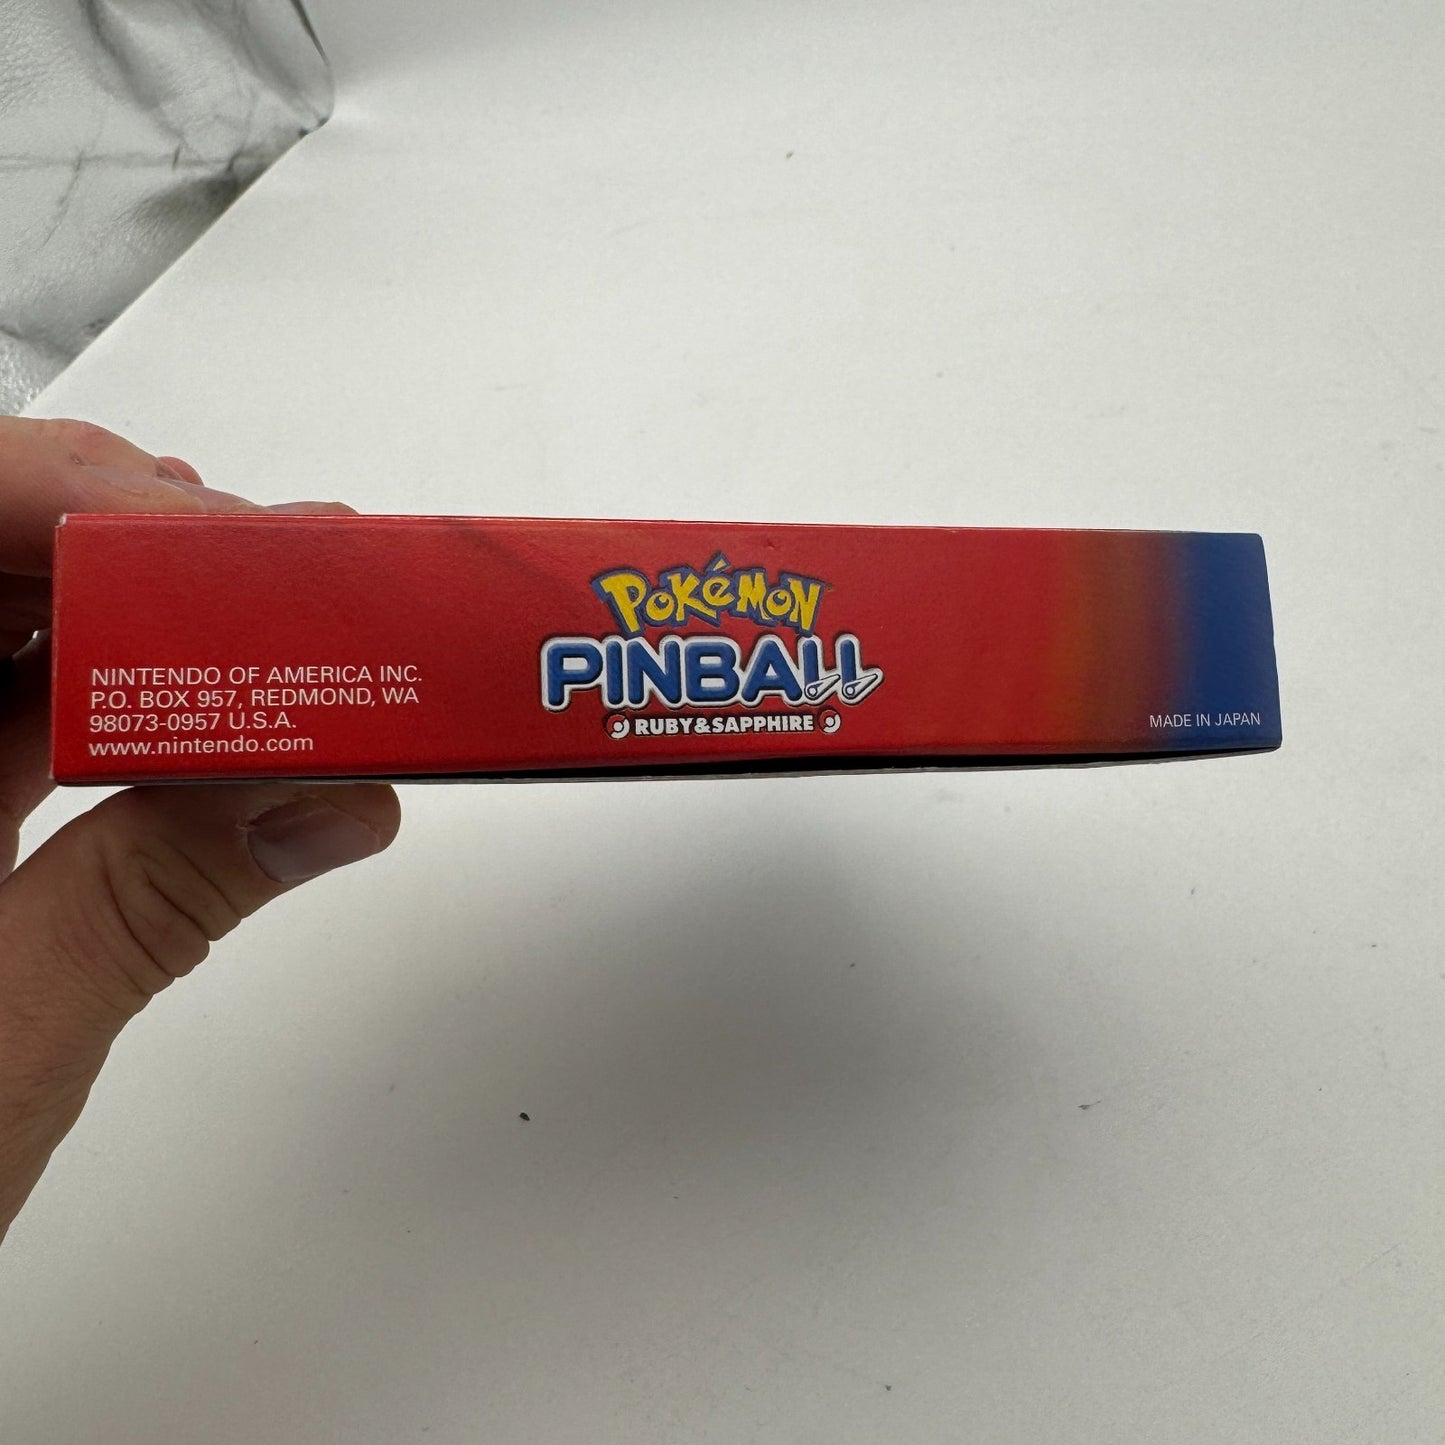 POKéMON
PINBALL
RUBY&SAPPHIRE
NINTENDO OF AMERICA INC.
P.O. BOX 957, REDMOND, WA
98073-0957 U.S.A.
www.nintendo.com
MADE IN JAPAN